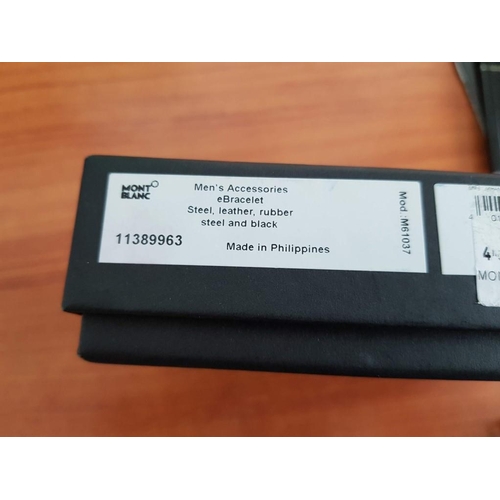 MONT
BLANC
Men's Accessories
eBracelet
Steel, leather, rubber
steel and black
11389963
Made in Philippines
Mod: M61037